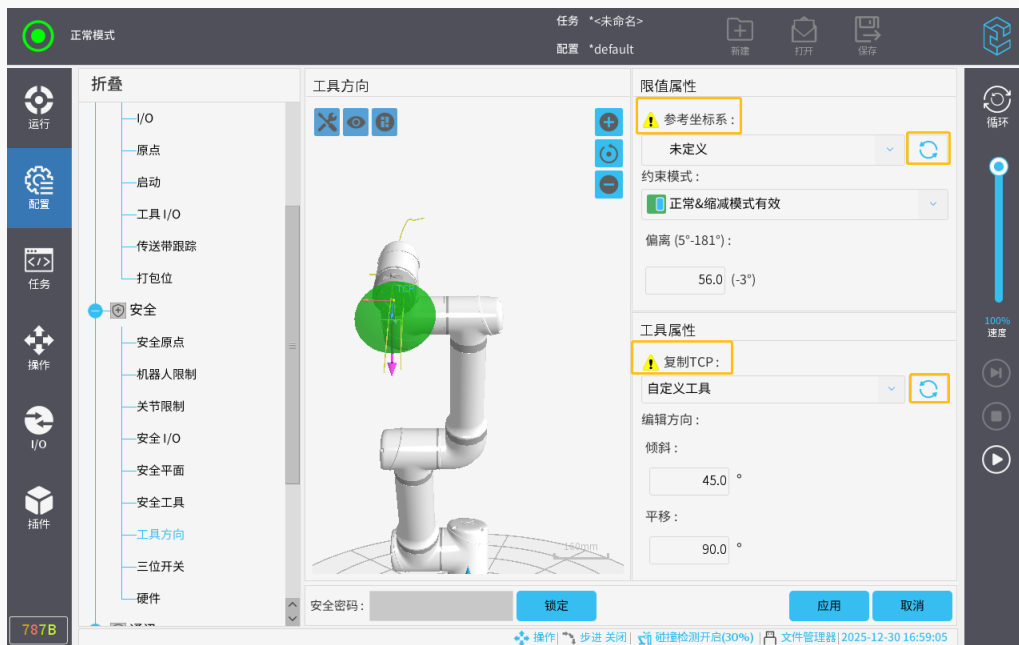 正常模式
任务 *<未命名>
配置 *default
新建
打开
保存
运行
配置
任务
操作
I/O
插件
787B
折叠
I/O
原点
启动
工具 I/O
传送带跟踪
打包位
安全
安全原点
机器人限制
关节限制
安全 I/O
安全平面
安全工具
工具方向
三位开关
硬件
工具方向
TCP
160mm
限值属性
参考坐标系：
未定义
约束模式：
正常&缩减模式有效
偏离 (5°-181°)：
56.0 (-3°)
工具属性
复制TCP：
自定义工具
编辑方向：
倾斜：
45.0 °
平移：
90.0 °
安全密码：
锁定
应用
取消
循环
100%
速度
操作| 步进 关闭| 碰撞检测开启(30%) | 文件管理器| 2025-12-30 16:59:05